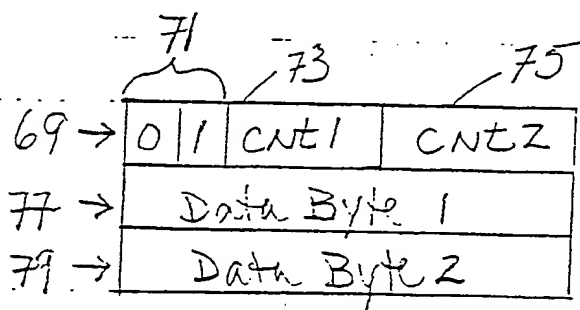 71 73 75
69 → 0 1 CNt1 CNt2
77 → Data Byte 1
79 → Data Byte 2